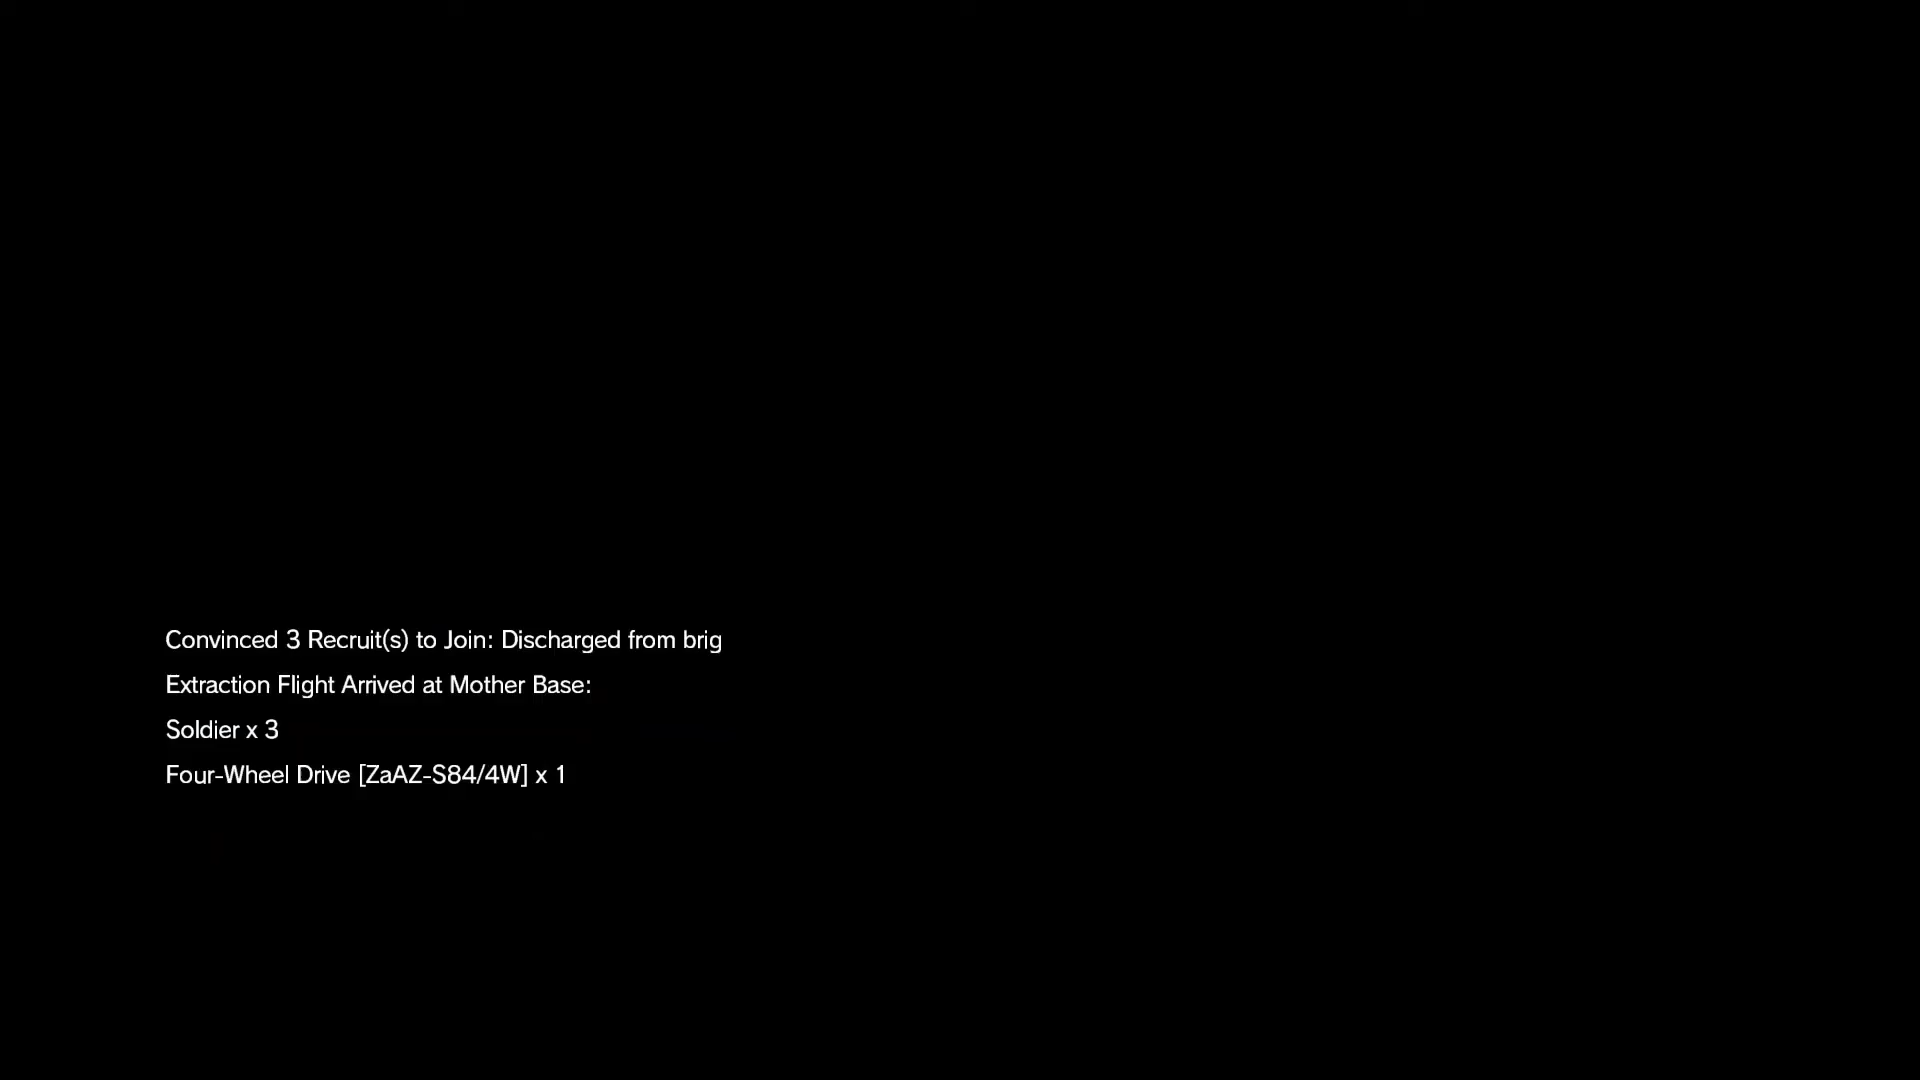 Convinced 3 Recruit(s) to Join: Discharged from brig
Extraction Flight Arrived at Mother Base:
Soldier x 3
Four-Wheel Drive [ZaAZ-S84/4W] x 1